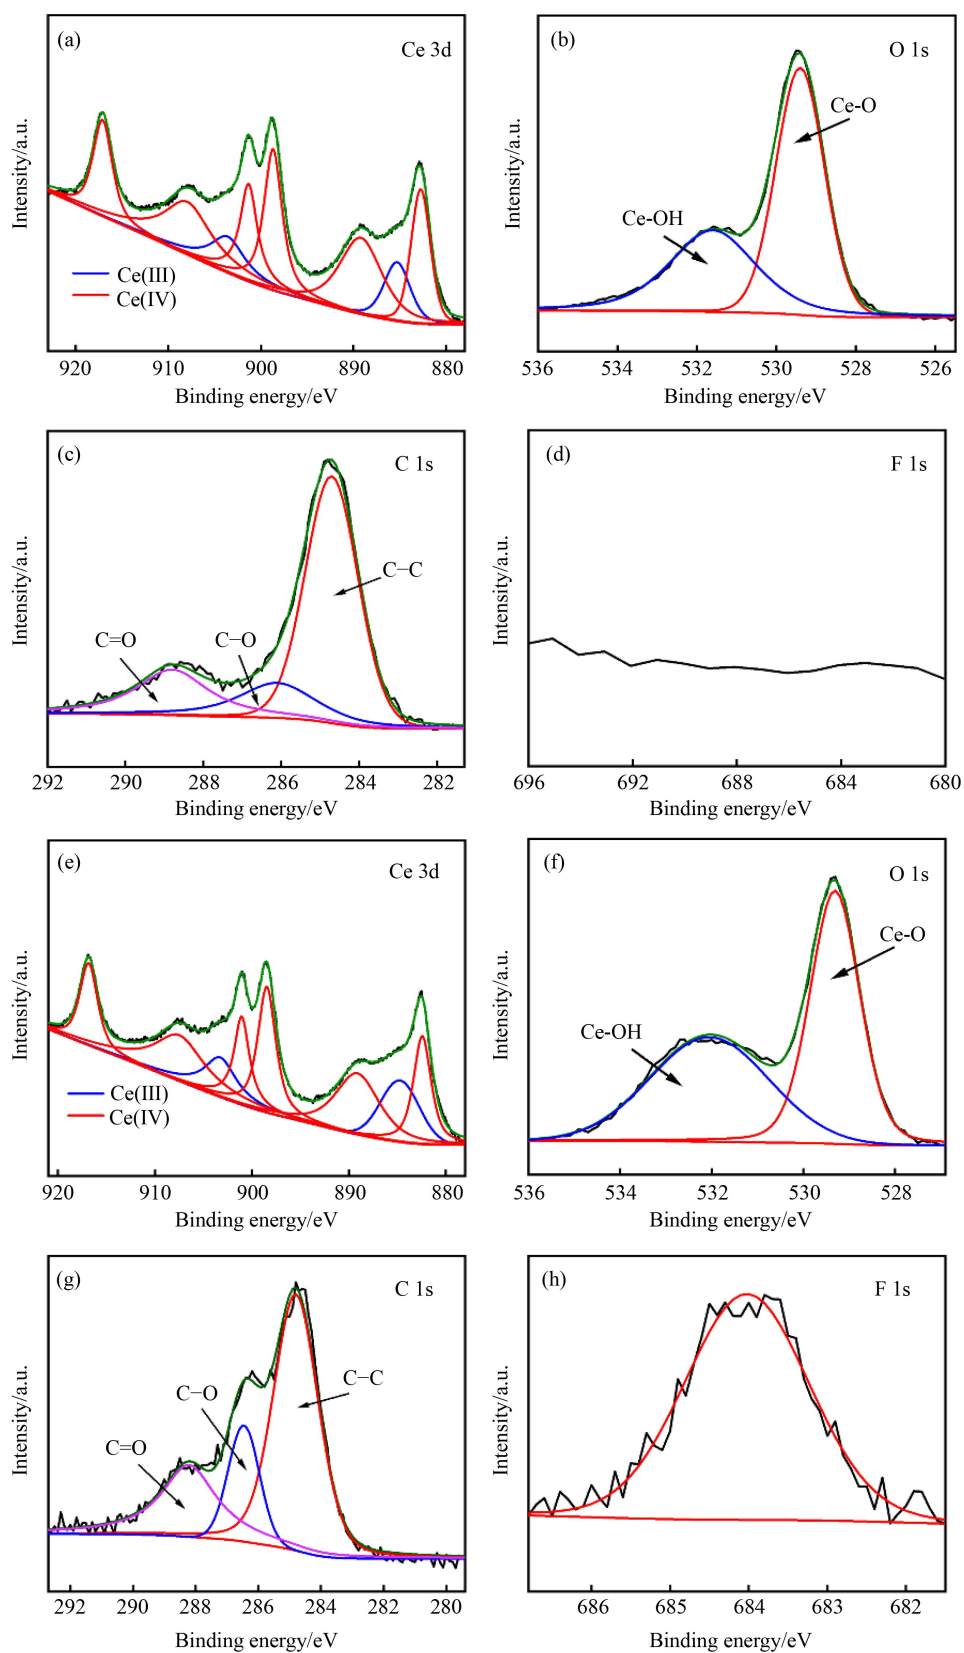 (a)
Ce 3d
Intensity/a.u.
Ce(III)
Ce(IV)
920 910 900 890 880
Binding energy/eV
(b)
O 1s
Intensity/a.u.
Ce-O
Ce-OH
536 534 532 530 528 526
Binding energy/eV
(c)
C 1s
Intensity/a.u.
C−C
C=O
C−O
292 290 288 286 284 282
Binding energy/eV
(d)
F 1s
Intensity/a.u.
696 692 688 684 680
Binding energy/eV
(e)
Ce 3d
Intensity/a.u.
Ce(III)
Ce(IV)
920 910 900 890 880
Binding energy/eV
(f)
O 1s
Intensity/a.u.
Ce-O
Ce-OH
536 534 532 530 528
Binding energy/eV
(g)
C 1s
Intensity/a.u.
C−C
C−O
C=O
292 290 288 286 284 282 280
Binding energy/eV
(h)
F 1s
Intensity/a.u.
686 685 684 683 682
Binding energy/eV